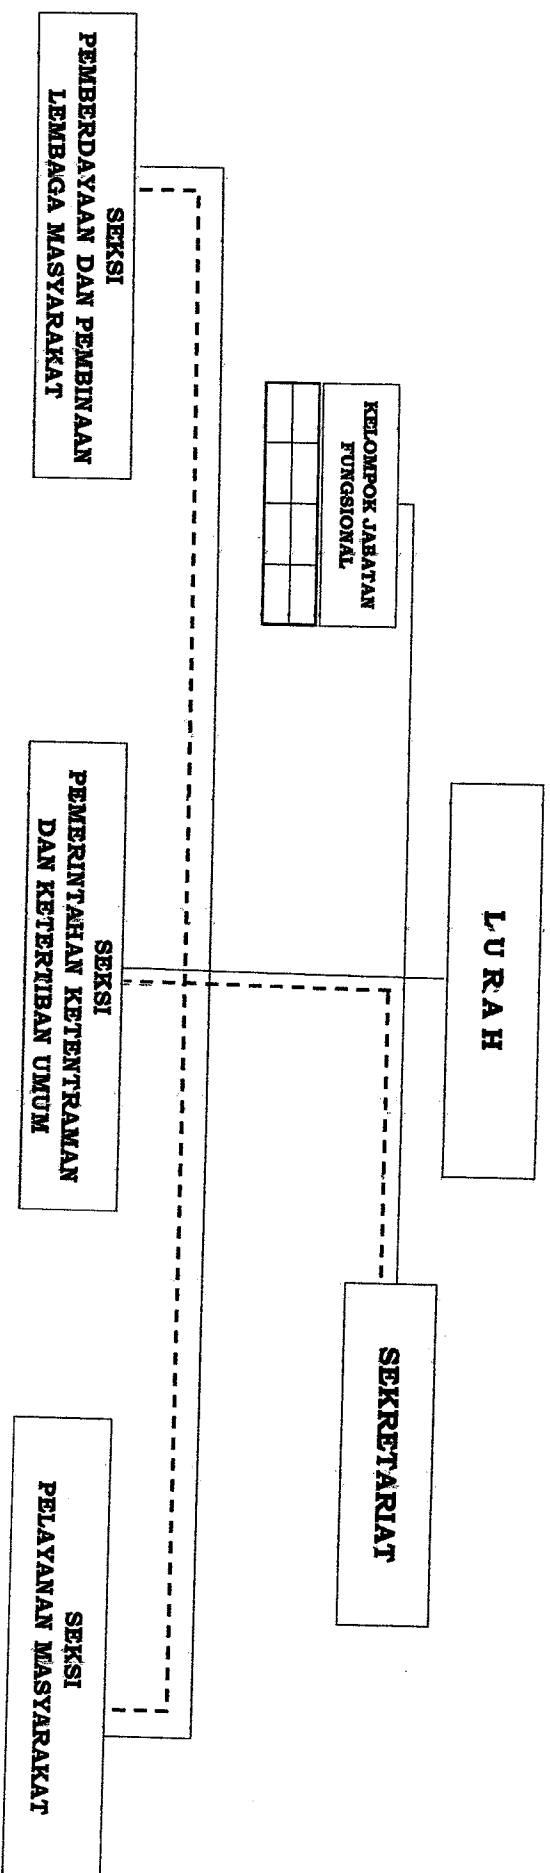 L U R A H
KELOMPOK JABATAN
FUNGSIONAL
SEKRETARIAT
SEKSI
PEMBERDAYAAN DAN PEMBINAAN
LEMBAGA MASYARAKAT
SEKSI
PEMERINTAHAN KETENTRAMAN
DAN KETERTIBAN UMUM
SEKSI
PELAYANAN MASYARAKAT